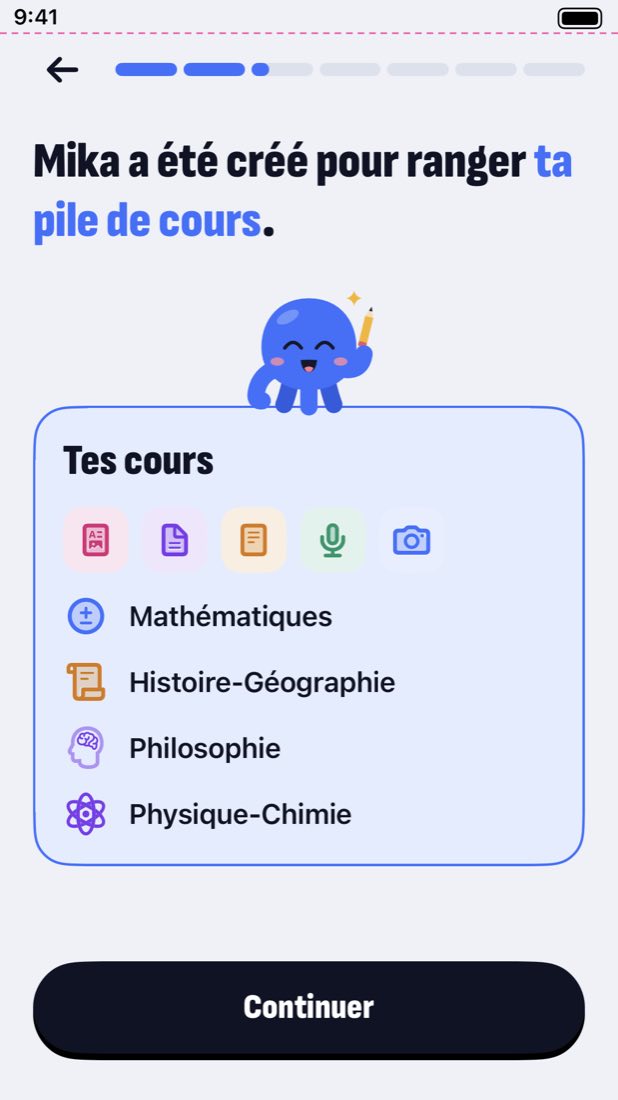 9:41
Mika a été créé pour ranger ta
pile de cours.
Tes cours
Mathématiques
Histoire-Géographie
Philosophie
Physique-Chimie
Continuer